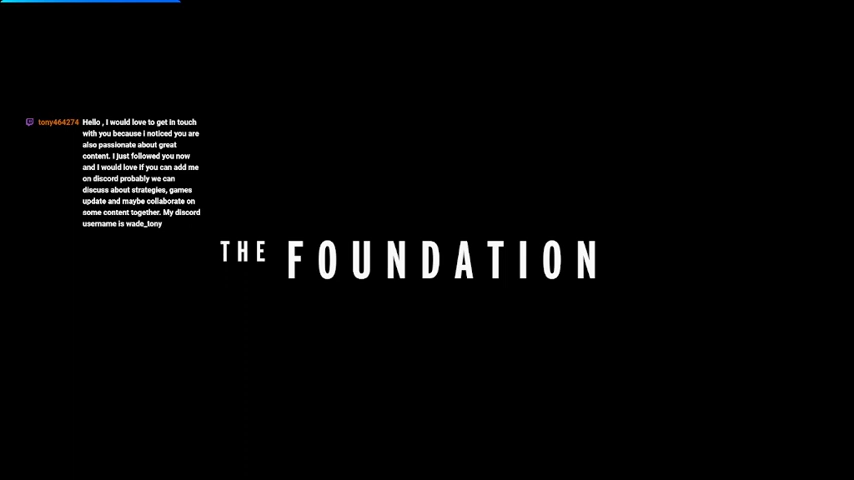 tony464274 Hello , I would love to get in touch
with you because i noticed you are
also passionate about great
content. I just followed you now
and I would love if you can add me
on discord probably we can
discuss about strategies, games
update and maybe collaborate on
some content together. My discord
username is wade_tony
THE FOUNDATION